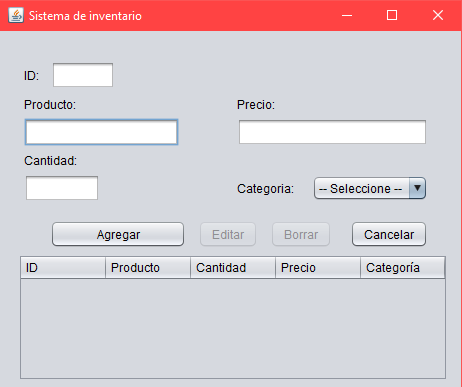 Sistema de inventario
ID:
Producto: Precio:
Cantidad:
Categoria: -- Seleccione --
Agregar Editar Borrar Cancelar
ID Producto Cantidad Precio Categoría